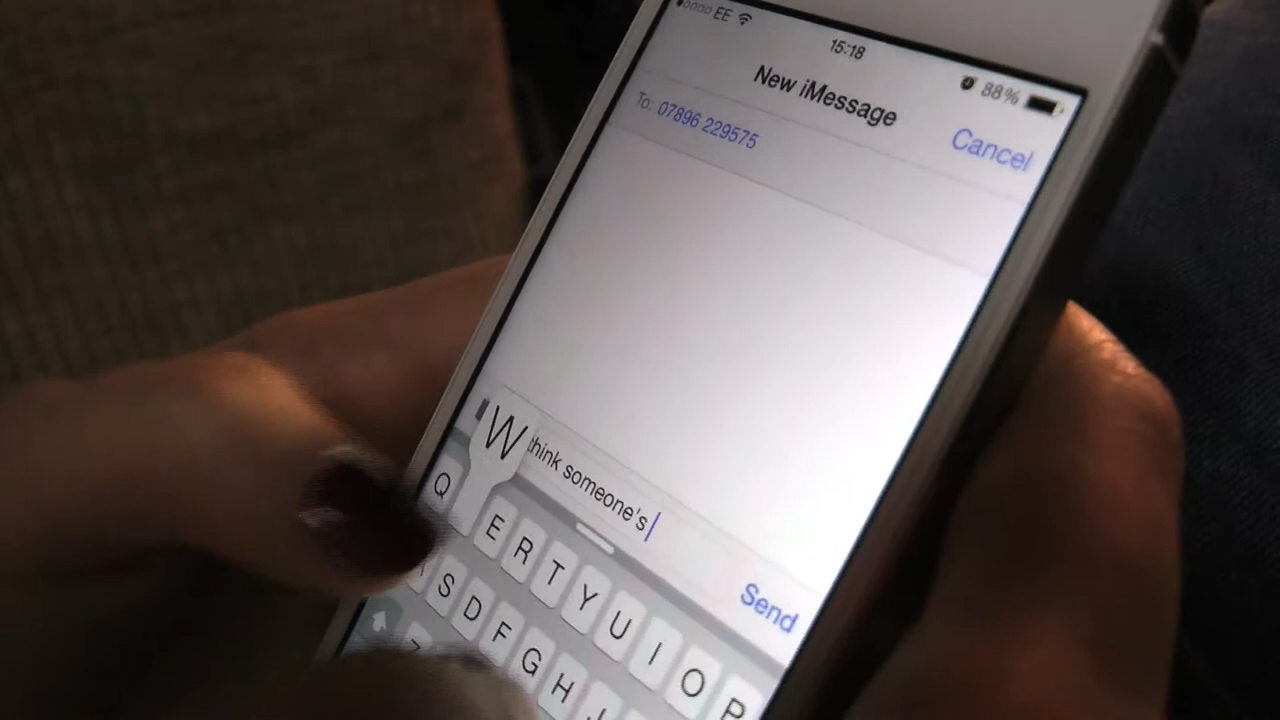 EE
15:18
88%
New iMessage
Cancel
To: 07896 229575
think someone's
Send
W
Q E R T Y U I O P
S D F G H